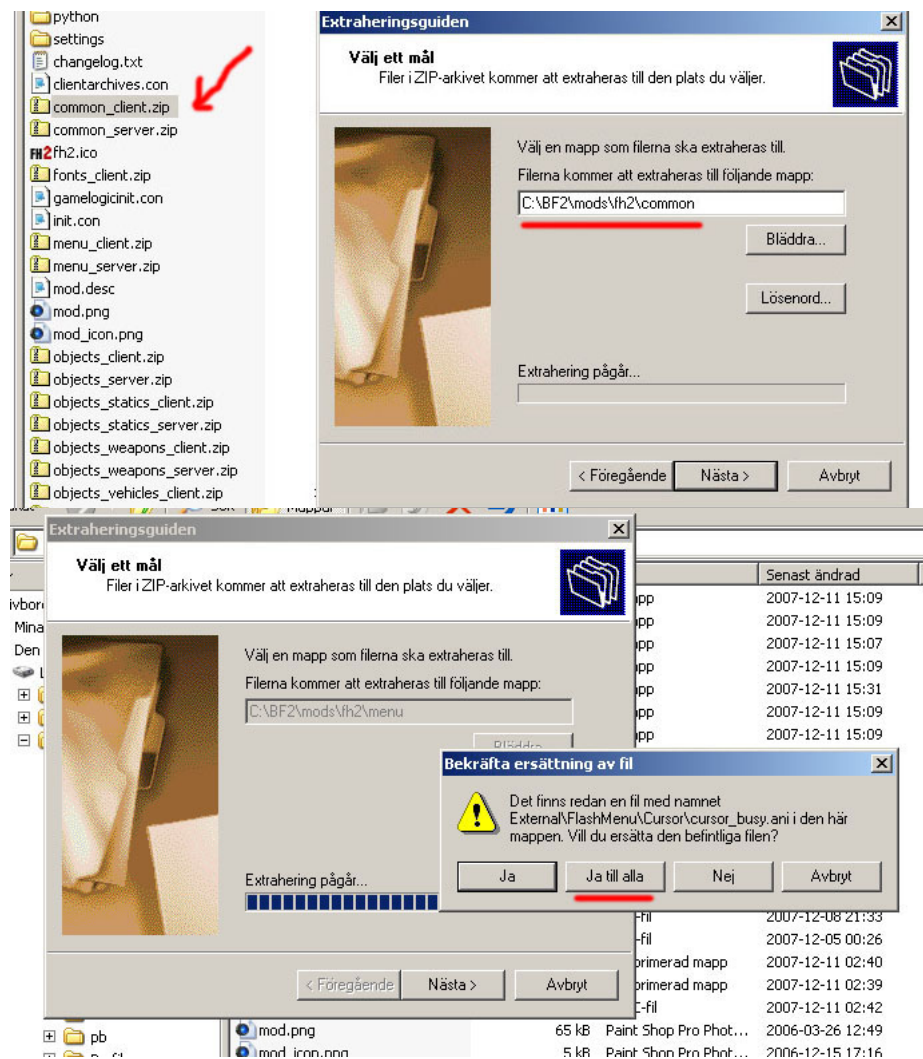 python
settings
changelog.txt
clientarchives.con
common_client.zip
common_server.zip
FH2 fh2.ico
fonts_client.zip
gamelogicinit.con
init.con
menu_client.zip
menu_server.zip
mod.desc
mod.png
mod_icon.png
objects_client.zip
objects_server.zip
objects_statics_client.zip
objects_statics_server.zip
objects_weapons_client.zip
objects_weapons_server.zip
objects_vehicles_client.zip
Extraheringsguiden
Välj ett mål
Filer i ZIP-arkivet kommer att extraheras till den plats du väljer.
Välj en mapp som filerna ska extraheras till.
Filerna kommer att extraheras till följande mapp:
C:\BF2\mods\fh2\common
Bläddra...
Lösenord...
Extrahering pågår...
< Föregående Nästa > Avbryt
Mappar
Extraheringsguiden
Välj ett mål
Filer i ZIP-arkivet kommer att extraheras till den plats du väljer.
Välj en mapp som filerna ska extraheras till.
Filerna kommer att extraheras till följande mapp:
C:\BF2\mods\fh2\menu
Bläddra...
Extrahering pågår...
< Föregående Nästa > Avbryt
Mina
Den
Senast ändrad
2007-12-11 15:09
2007-12-11 15:09
2007-12-11 15:07
2007-12-11 15:09
2007-12-11 15:31
2007-12-11 15:09
2007-12-11 15:09
Bekräfta ersättning av fil
Det finns redan en fil med namnet
External\FlashMenu\Cursor\cursor_busy.ani i den här
mappen. Vill du ersätta den befintliga filen?
Ja Ja till alla Nej Avbryt
-fil 2007-12-08 21:33
-fil 2007-12-05 00:26
primerad mapp 2007-12-11 02:40
primerad mapp 2007-12-11 02:39
C-fil 2007-12-11 02:42
pb
mod.png 65 kB Paint Shop Pro Phot... 2006-03-26 12:49
mod_icon.png 5 kB Paint Shop Pro Phot... 2006-12-15 17:16